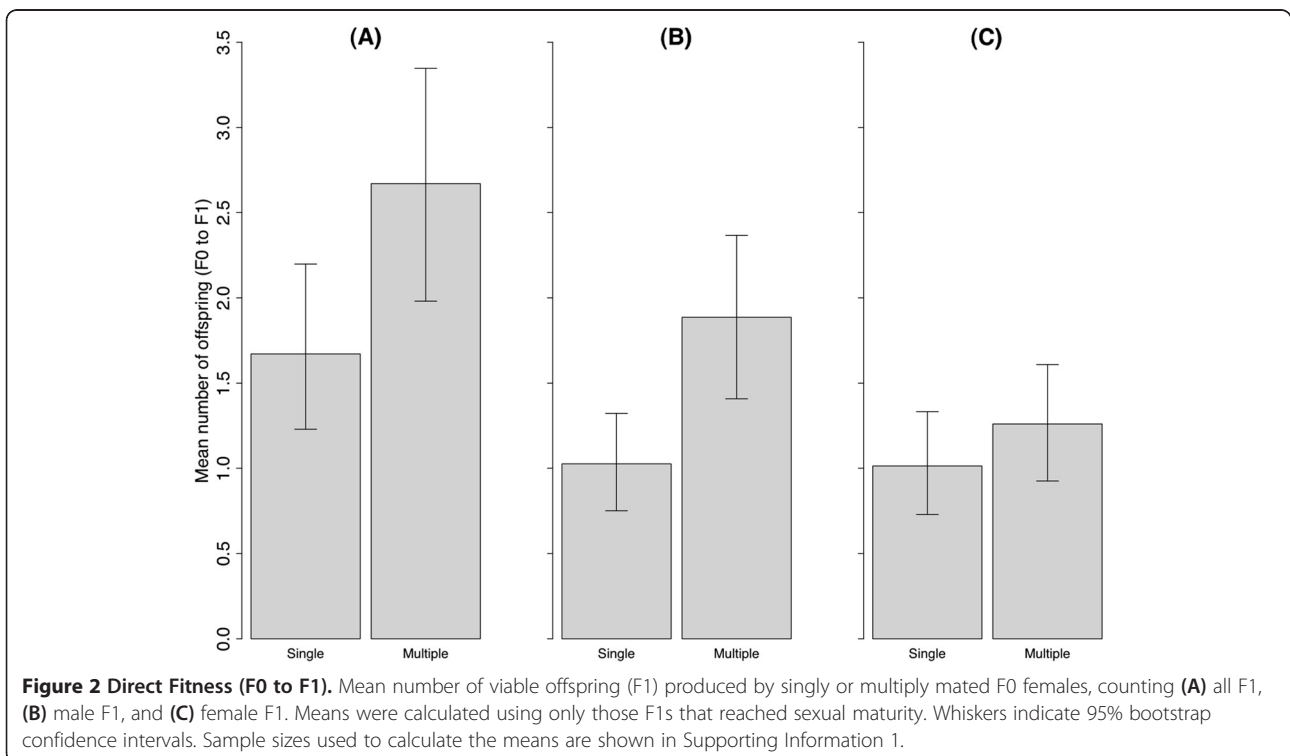 (A) (B) (C)
Mean number of offspring (F0 to F1)
3.5
3.0
2.5
2.0
1.5
1.0
0.5
0.0
Single Multiple Single Multiple Single Multiple
Figure 2 Direct Fitness (F0 to F1). Mean number of viable offspring (F1) produced by singly or multiply mated F0 females, counting (A) all F1,
(B) male F1, and (C) female F1. Means were calculated using only those F1s that reached sexual maturity. Whiskers indicate 95% bootstrap
confidence intervals. Sample sizes used to calculate the means are shown in Supporting Information 1.